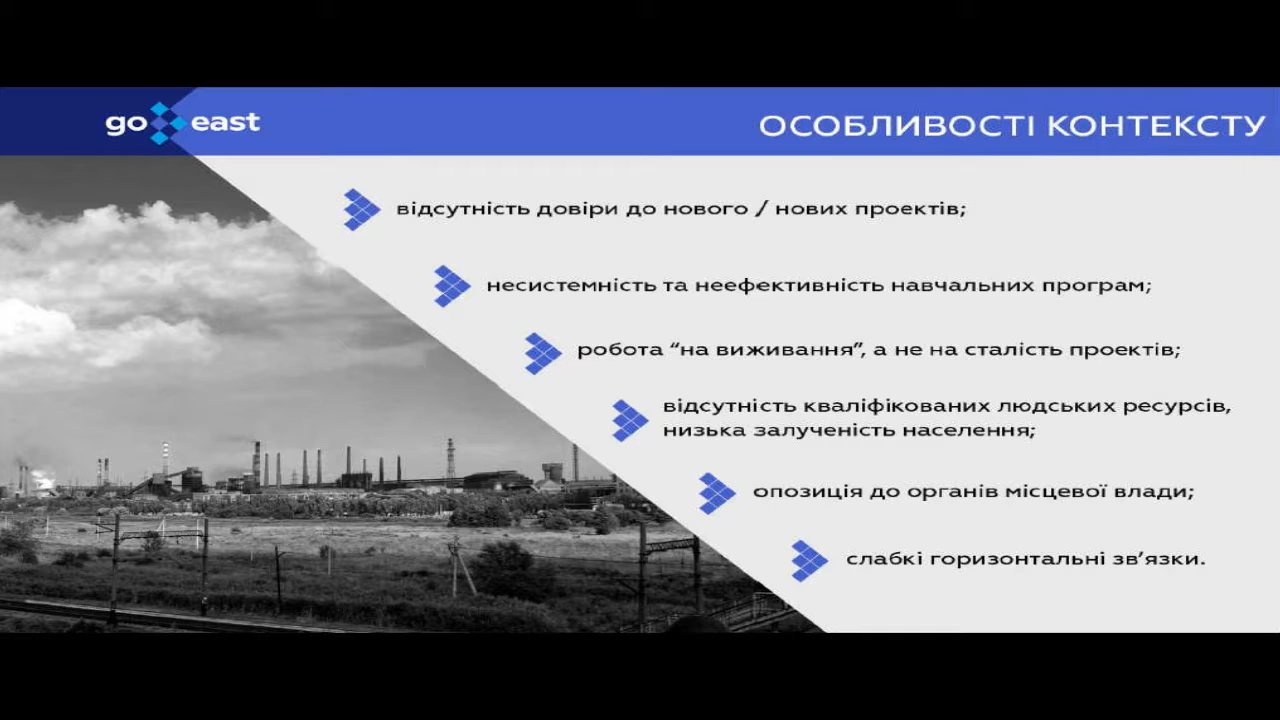 go east
ОСОБЛИВОСТІ КОНТЕКСТУ
відсутність довіри до нового / нових проектів;
несистемність та неефективність навчальних програм;
робота “на виживання”, а не на сталість проектів;
відсутність кваліфікованих людських ресурсів,
низька залученість населення;
опозиція до органів місцевої влади;
слабкі горизонтальні зв’язки.